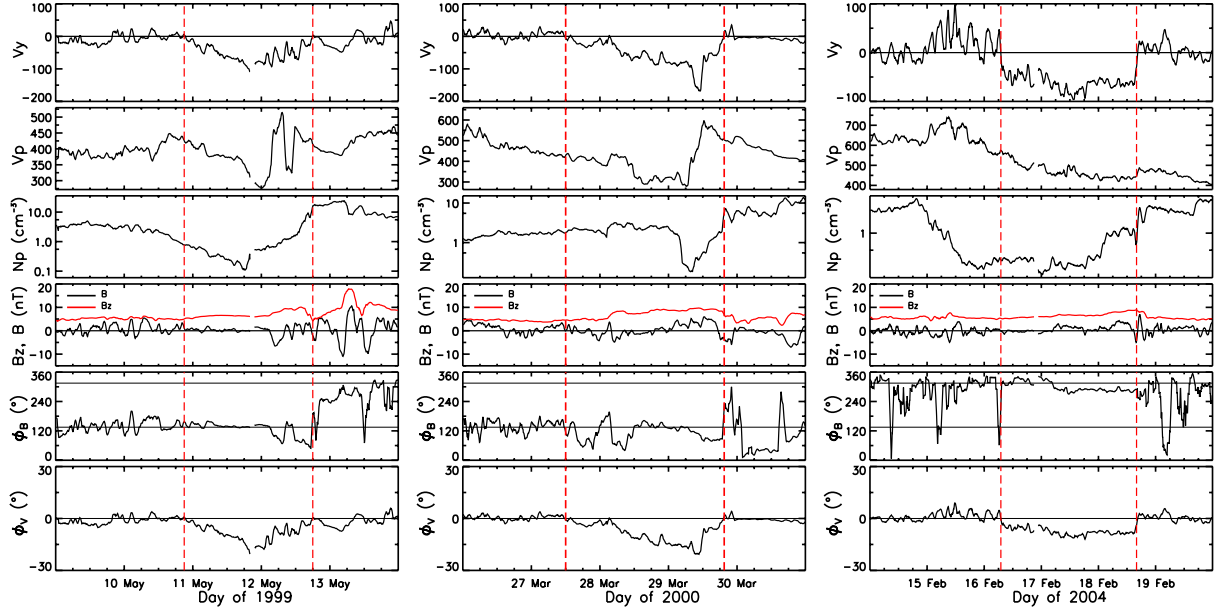 Vy
100
0
-100
-200
Vy
100
0
-100
-200
Vy
100
0
-100
Vp
500
450
400
350
300
Vp
600
500
400
300
Vp
700
600
500
400
Np (cm⁻³)
10.0
1.0
0.1
Np (cm⁻³)
10
1
Np (cm⁻³)
1
Bz, B (nT)
20
10
0
-10
B
Bz
Bz, B (nT)
20
10
0
-10
B
Bz
Bz, B (nT)
20
10
0
-10
B
Bz
ϕB (°)
360
240
120
0
ϕB (°)
360
240
120
0
ϕB (°)
360
240
120
0
ϕV (°)
30
0
-30
ϕV (°)
30
0
-30
ϕV (°)
30
0
-30
10 May 11 May 12 May 13 May
27 Mar 28 Mar 29 Mar 30 Mar
15 Feb 16 Feb 17 Feb 18 Feb 19 Feb
Day of 1999
Day of 2000
Day of 2004